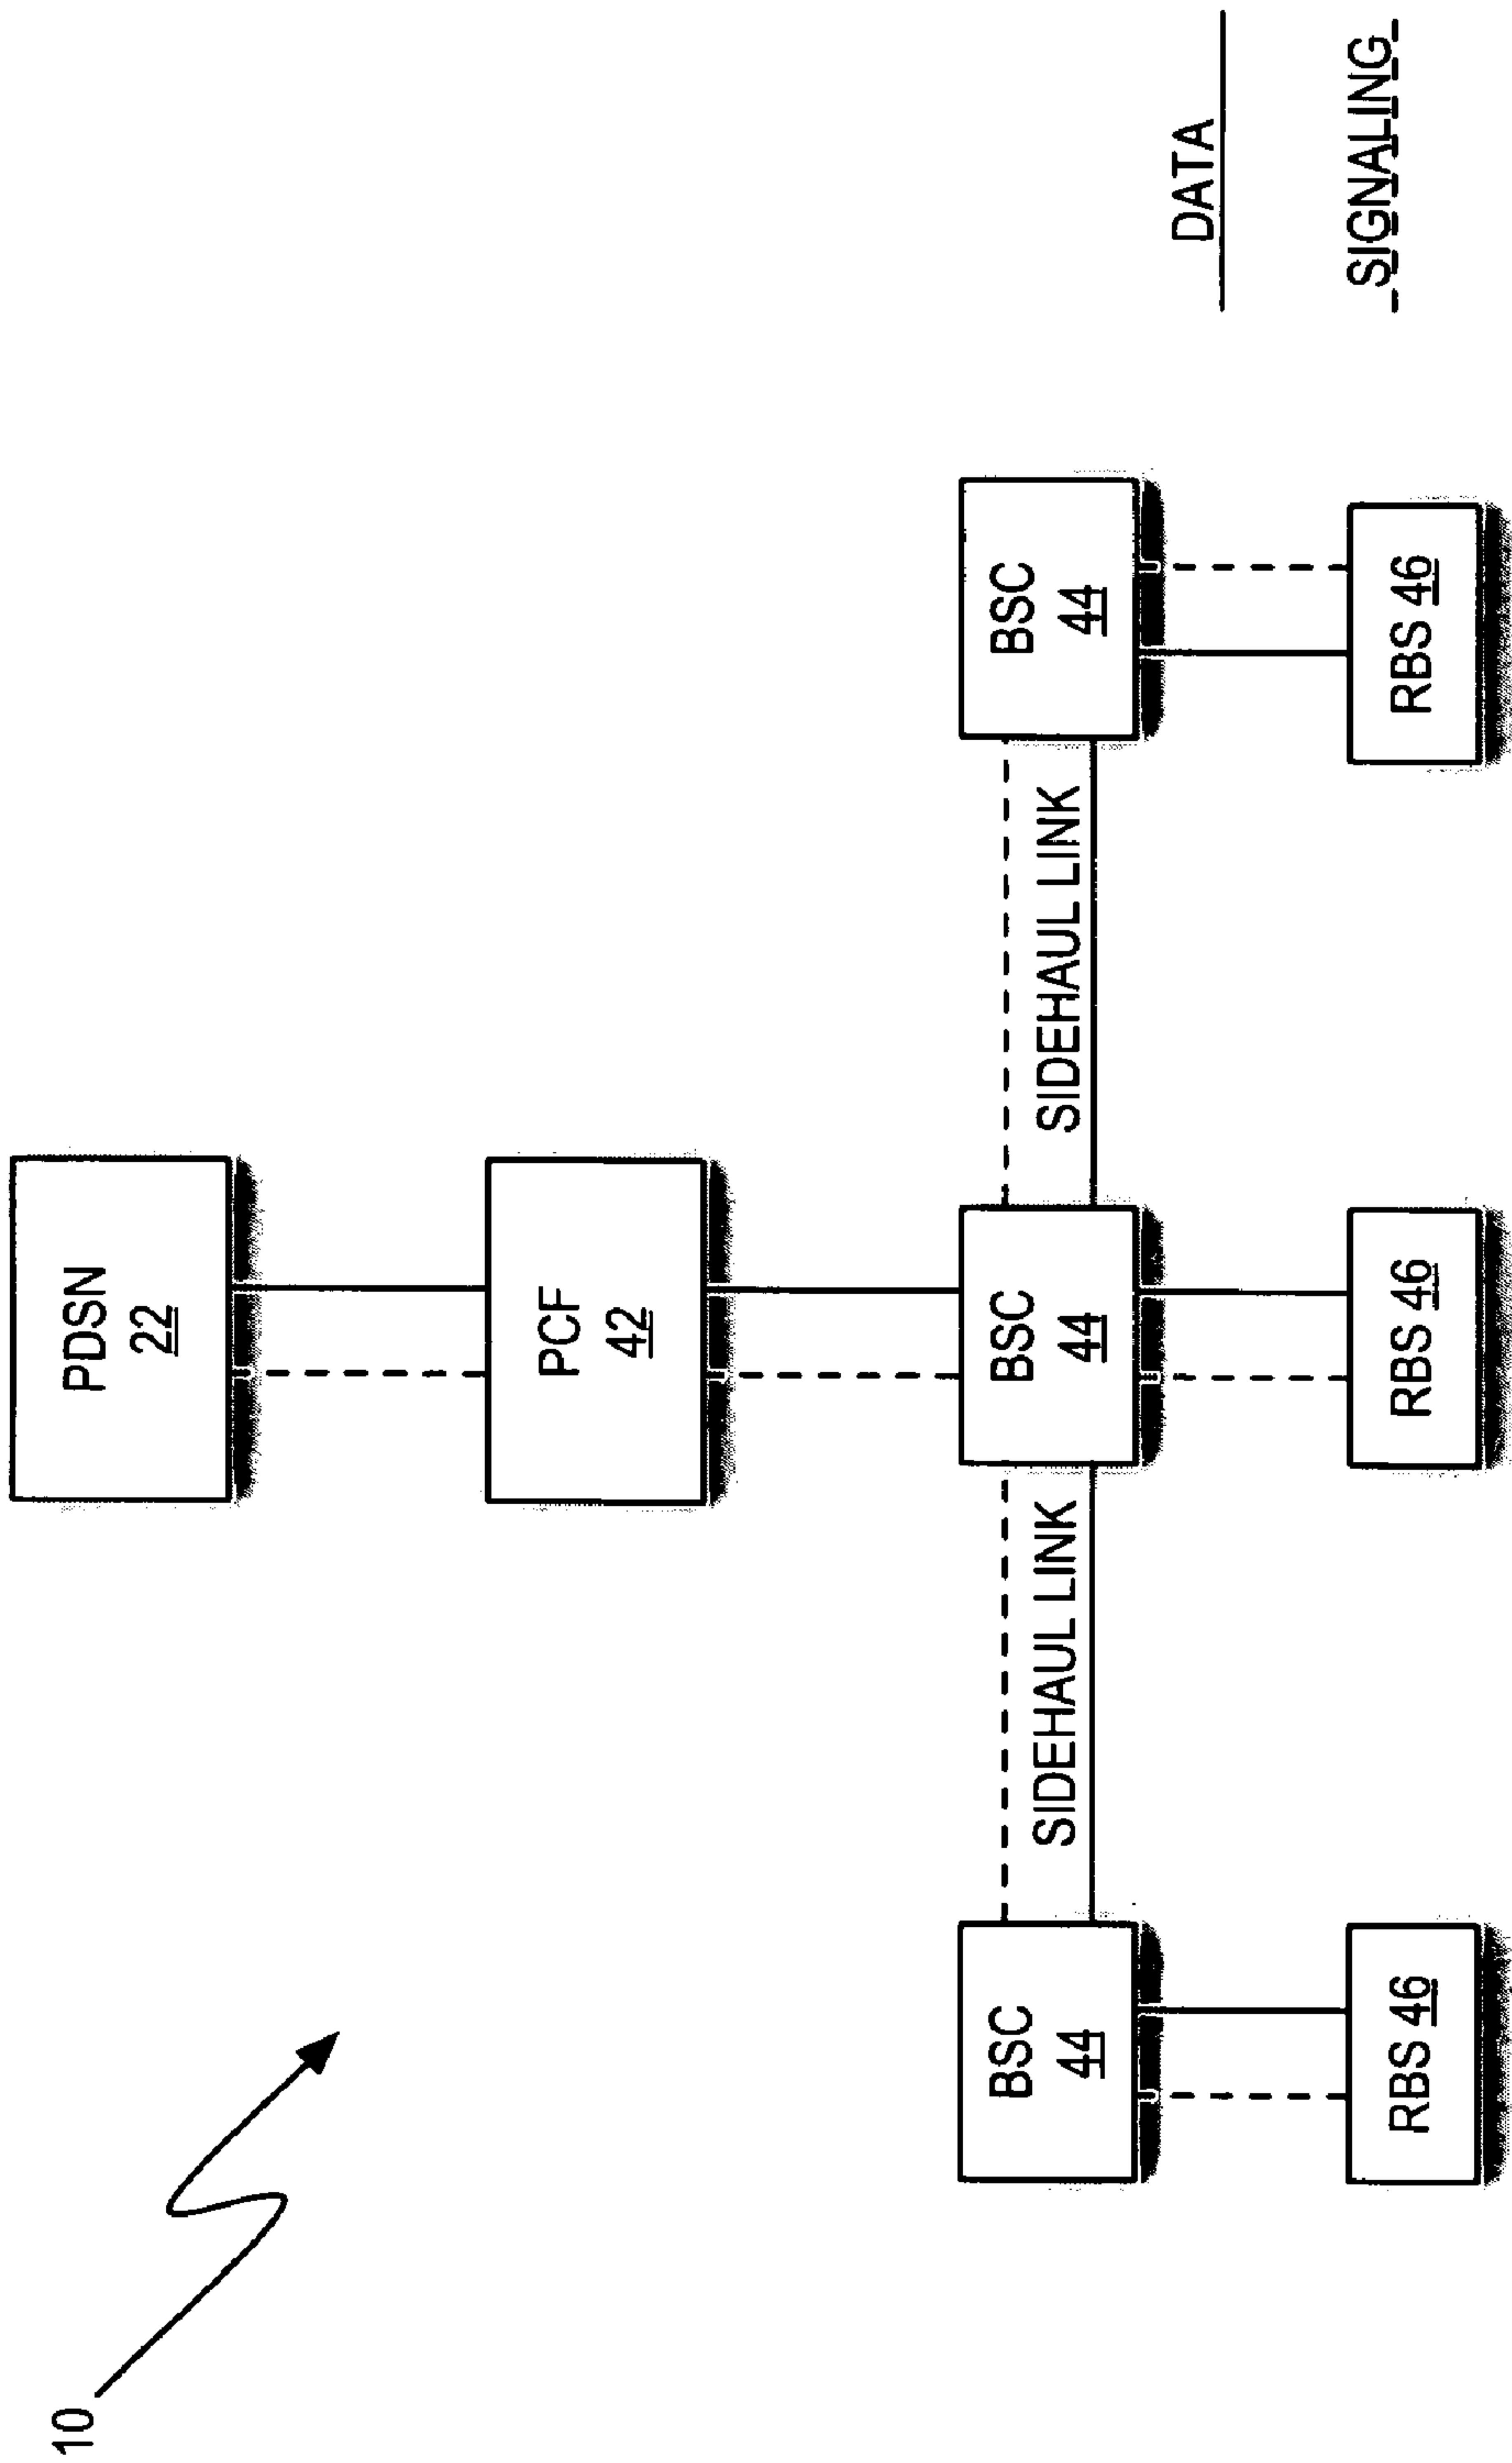 10
PDSN
22
PCF
42
BSC
44
SIDEHAUL LINK
BSC
44
SIDEHAUL LINK
BSC
44
RBS 46
RBS 46
RBS 46
DATA
SIGNALING